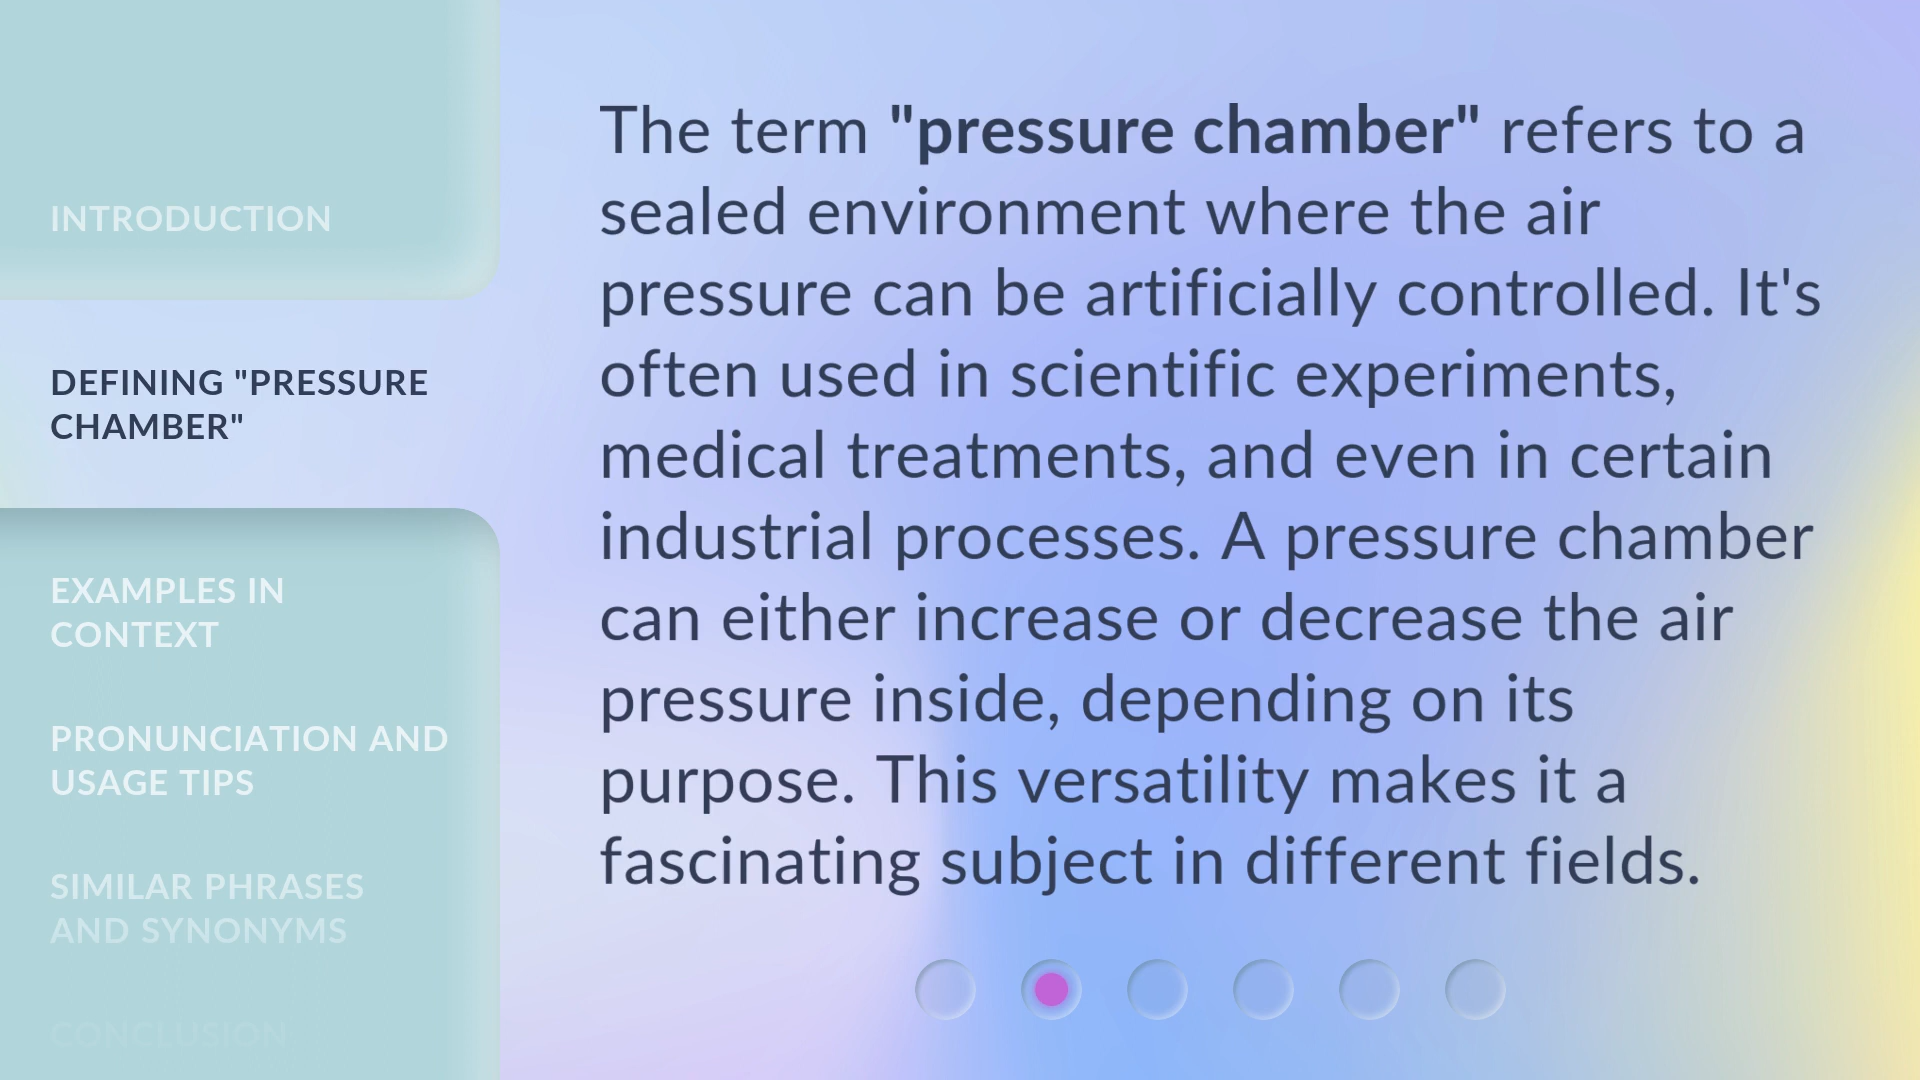 INTRODUCTION
DEFINING "PRESSURE
CHAMBER"
EXAMPLES IN
CONTEXT
PRONUNCIATION AND
USAGE TIPS
SIMILAR PHRASES
AND SYNONYMS
CONCLUSION
The term "pressure chamber" refers to a
sealed environment where the air
pressure can be artificially controlled. It's
often used in scientific experiments,
medical treatments, and even in certain
industrial processes. A pressure chamber
can either increase or decrease the air
pressure inside, depending on its
purpose. This versatility makes it a
fascinating subject in different fields.